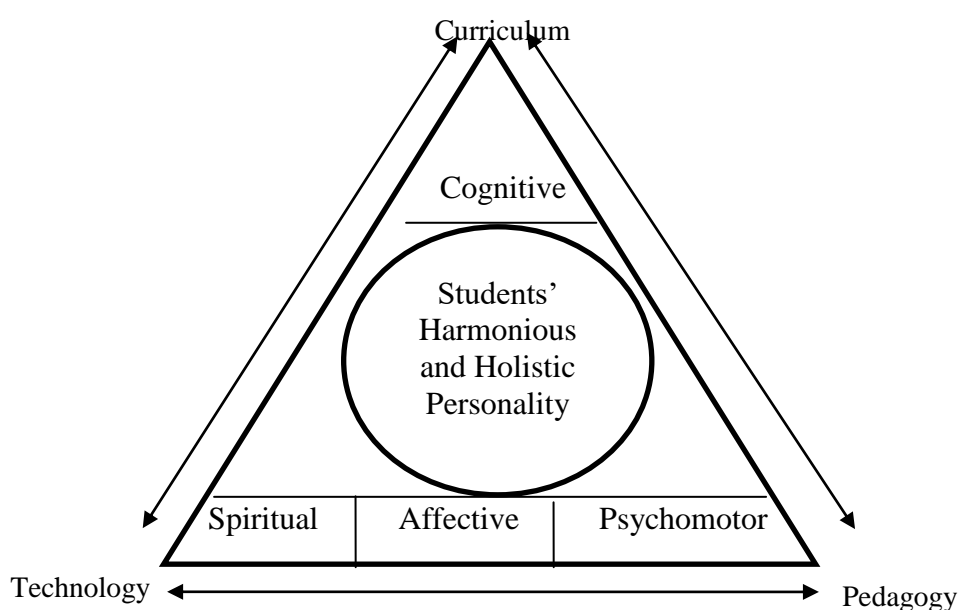 Curriculum
Cognitive
Students’
Harmonious
and Holistic
Personality
Spiritual Affective Psychomotor
Technology Pedagogy